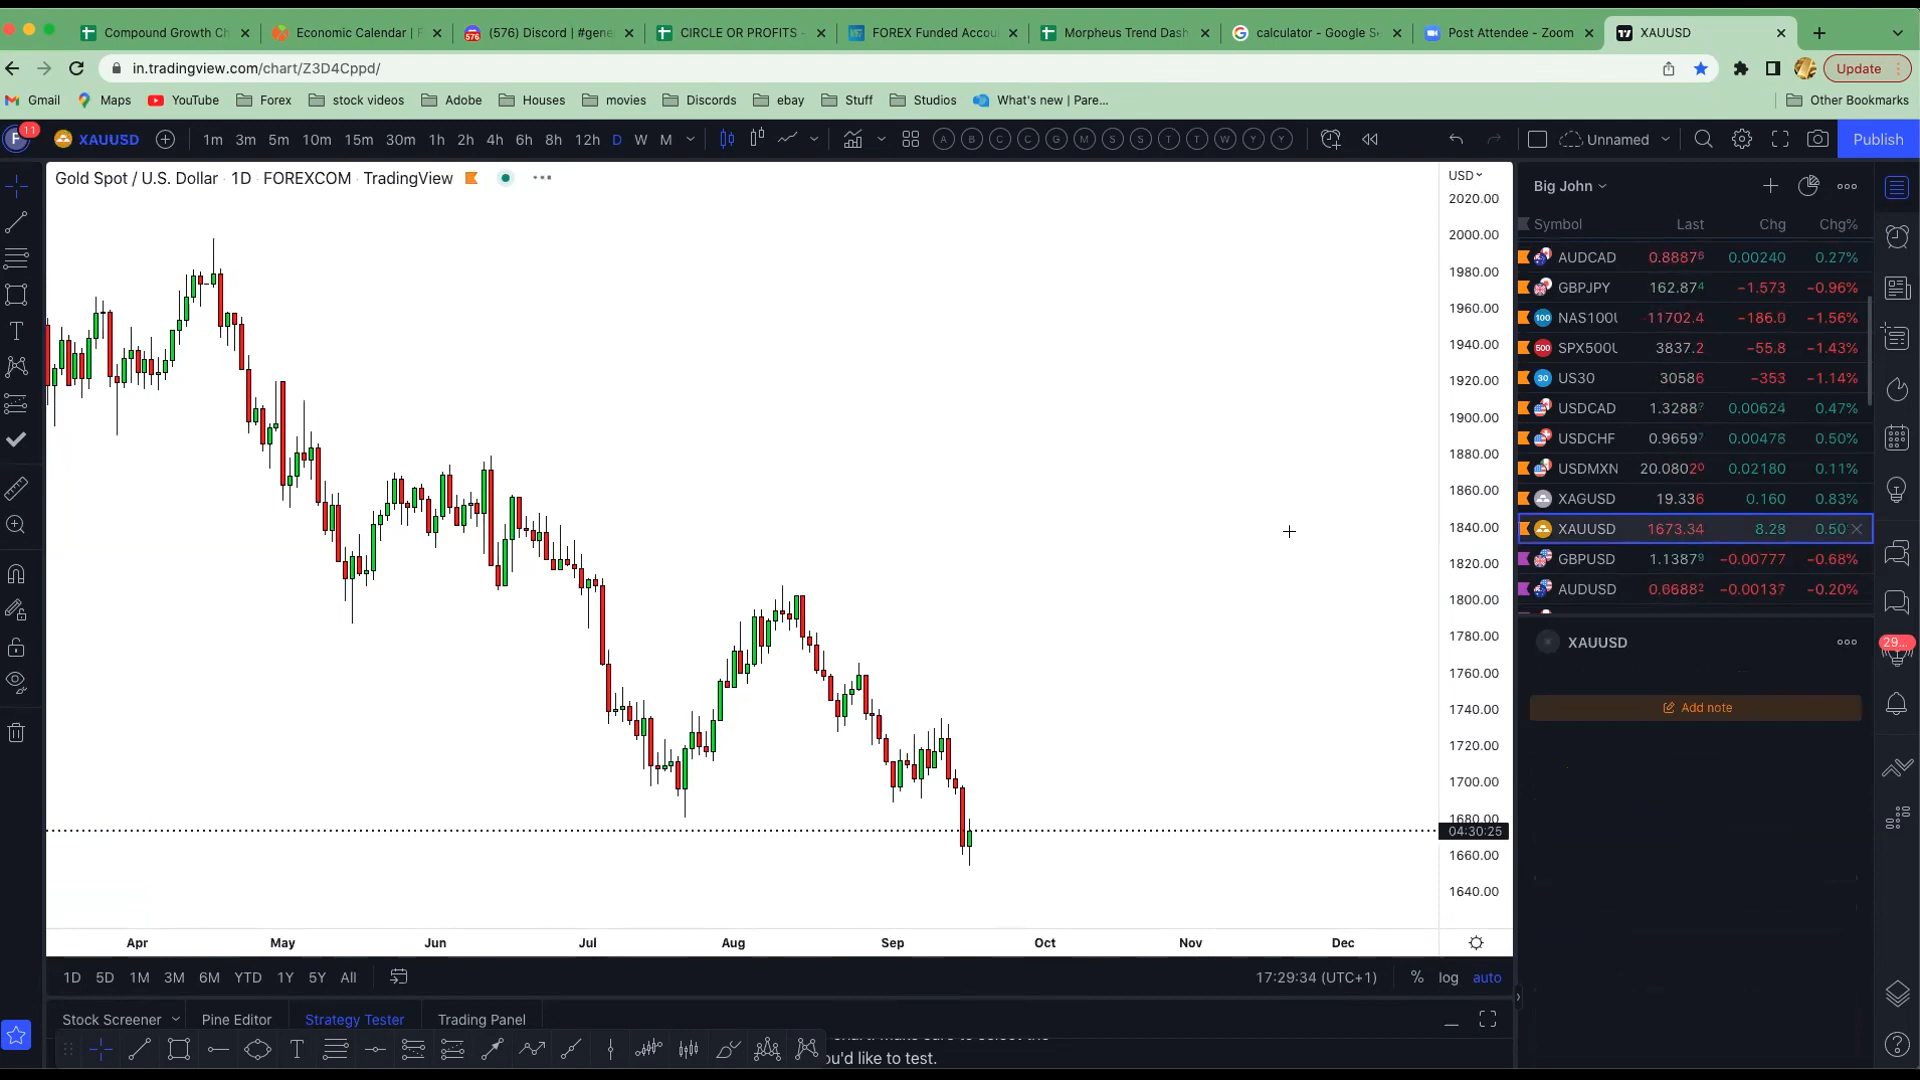 Compound Growth C
Economic Calendar | F
(576) Discord | #gene
CIRCLE OR PROFITS -
FOREX Funded Accou
Morpheus Trend Dash
calculator - Google S
Post Attendee - Zoom
XAUUSD
in.tradingview.com/chart/Z3D4Cppd/
Update
Gmail Maps YouTube Forex stock videos Adobe Houses movies Discords ebay Stuff Studios What's new | Pare... Other Bookmarks
11
XAUUSD 1m 3m 5m 10m 15m 30m 1h 2h 4h 6h 8h 12h D W M A B C C G M S S T T W Y Y Unnamed Publish
Gold Spot / U.S. Dollar · 1D · FOREXCOM · TradingView
USD
2020.00
2000.00
1980.00
1960.00
1940.00
1920.00
1900.00
1880.00
1860.00
1840.00
1820.00
1800.00
1780.00
1760.00
1740.00
1720.00
1700.00
1680.00
04:30:25
1660.00
1640.00
Apr May Jun Jul Aug Sep Oct Nov Dec
1D 5D 1M 3M 6M YTD 1Y 5Y All 17:29:34 (UTC+1) % log auto
Stock Screener Pine Editor Strategy Tester Trading Panel
you'd like to test.
Big John
Symbol Last Chg Chg%
AUDCAD 0.88876 0.00240 0.27%
GBPJPY 162.874 −1.573 −0.96%
100 NAS100U 11702.4 −186.0 −1.56%
500 SPX500U 3837.2 −55.8 −1.43%
30 US30 30586 −353 −1.14%
USDCAD 1.32887 0.00624 0.47%
USDCHF 0.96597 0.00478 0.50%
USDMXN 20.08020 0.02180 0.11%
XAGUSD 19.336 0.160 0.83%
XAUUSD 1673.34 8.28 0.50
GBPUSD 1.13879 −0.00777 −0.68%
AUDUSD 0.66882 −0.00137 −0.20%
XAUUSD
Add note
29...